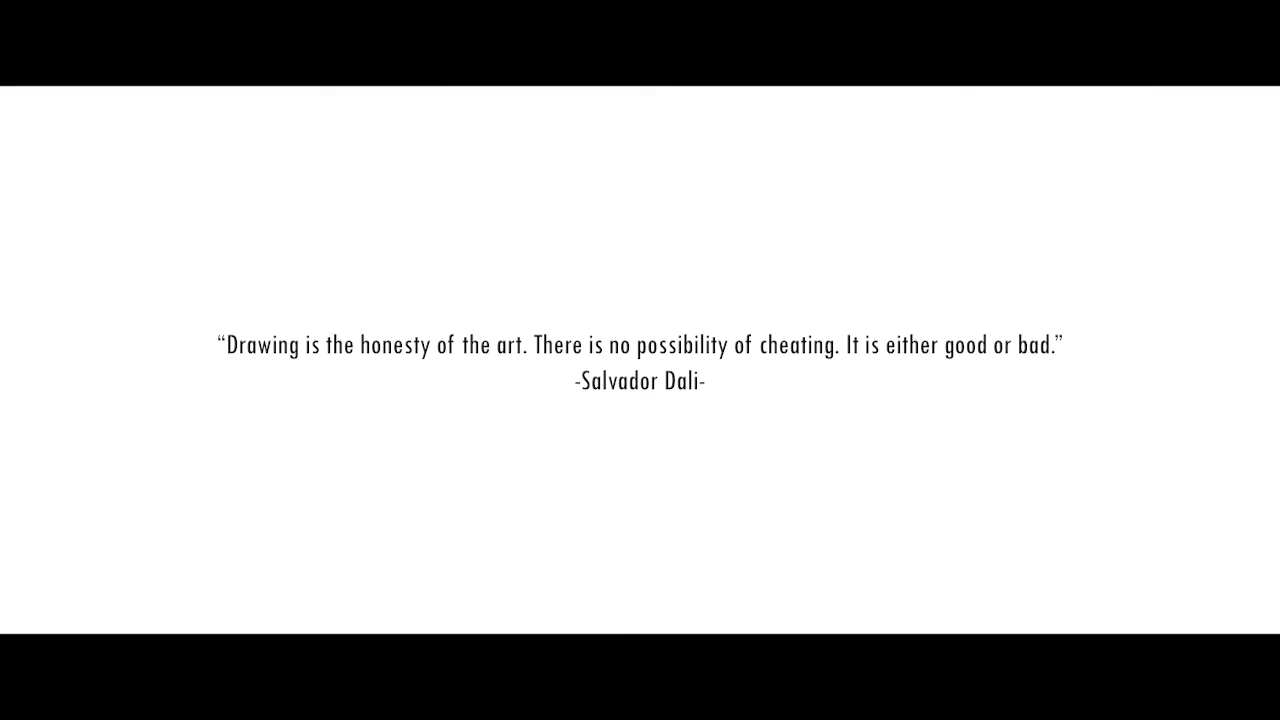 “Drawing is the honesty of the art. There is no possibility of cheating. It is either good or bad.”
-Salvador Dali-